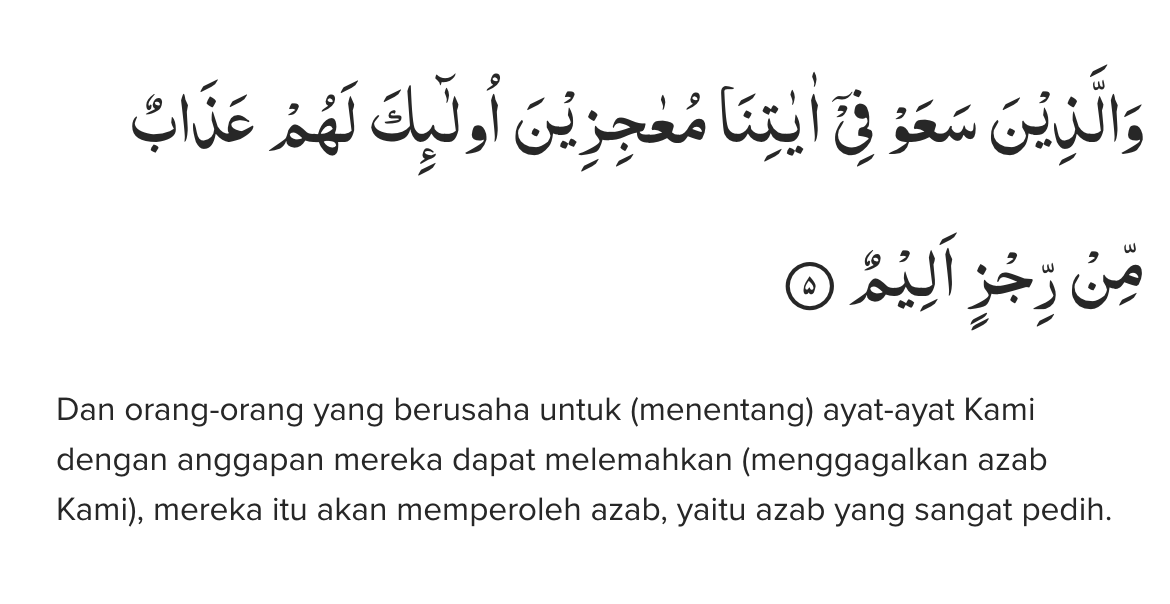 وَالَّذِيْنَ سَعَوْ فِيْٓ اٰيٰتِنَا مُعٰجِزِيْنَ اُولٰۤىِٕكَ لَهُمْ عَذَابٌ
مِّنْ رِّجْزٍ اَلِيْمٌ ۝٥
Dan orang-orang yang berusaha untuk (menentang) ayat-ayat Kami
dengan anggapan mereka dapat melemahkan (menggagalkan azab
Kami), mereka itu akan memperoleh azab, yaitu azab yang sangat pedih.